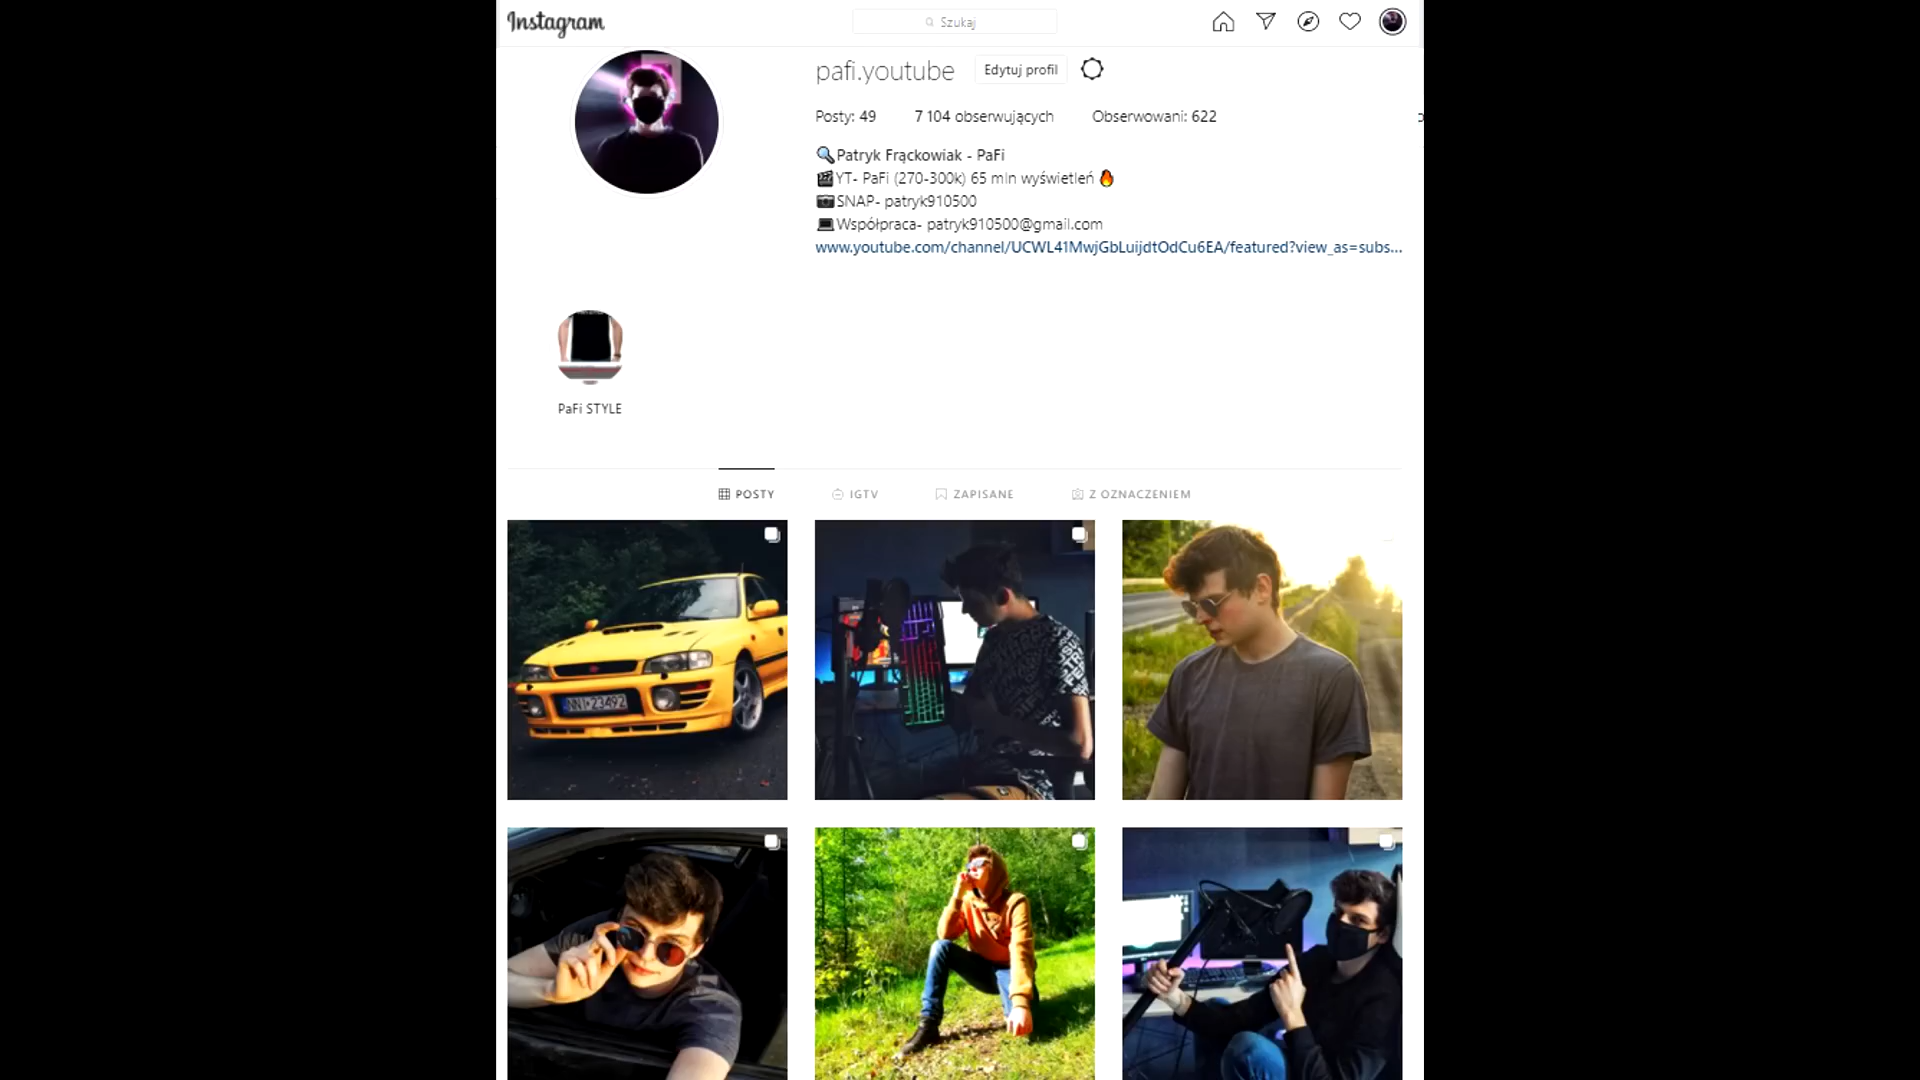 Instagram
Szukaj
pafi.youtube
Edytuj profil
Posty: 49
7 104 obserwujących
Obserwowani: 622
🔍Patryk Frąckowiak - PaFi
🎬YT- PaFi (270-300k) 65 mln wyświetleń 🔥
📷SNAP- patryk910500
💻Współpraca- patryk910500@gmail.com
www.youtube.com/channel/UCWL41MwjGbLuijdtOdCu6EA/featured?view_as=subs...
PaFi STYLE
POSTY
IGTV
ZAPISANE
Z OZNACZENIEM
NNI 23492